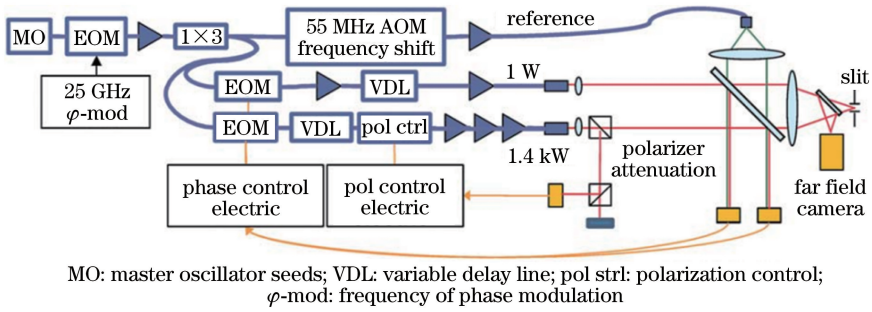 MO
EOM
1×3
55 MHz AOM
frequency shift
reference
25 GHz
φ-mod
EOM
VDL
1 W
slit
EOM
VDL
pol ctrl
1.4 kW
polarizer
attenuation
phase control
electric
pol control
electric
far field
camera
MO: master oscillator seeds; VDL: variable delay line; pol strl: polarization control;
φ-mod: frequency of phase modulation